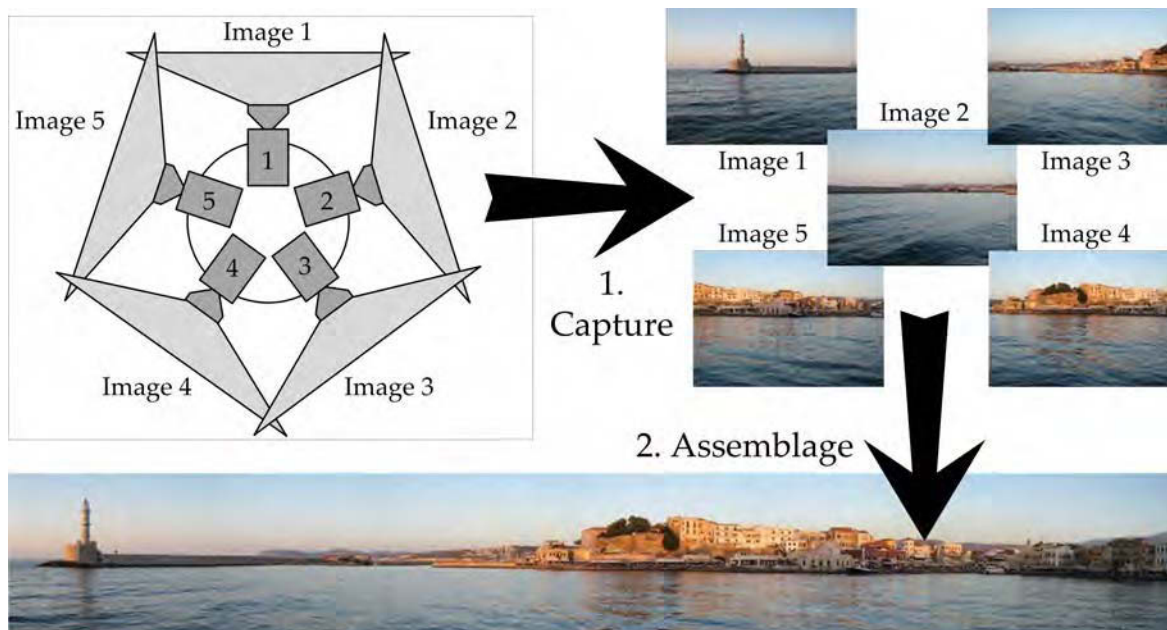 Image 1
Image 5
Image 2
1
5
2
4
3
Image 4
Image 3
1.
Capture
Image 2
Image 1
Image 3
Image 5
Image 4
2. Assemblage